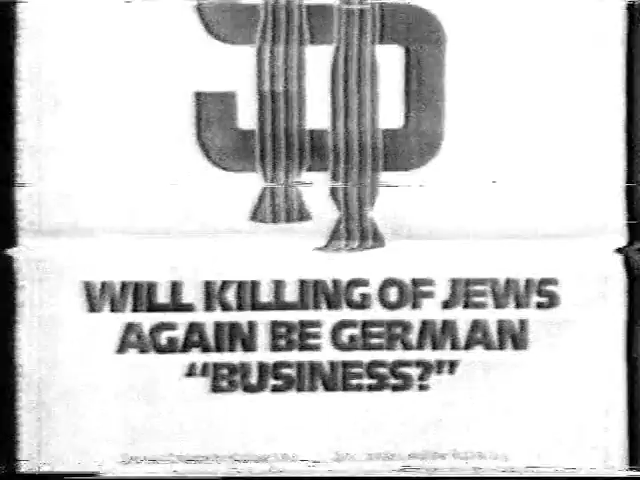 WILL KILLING OF JEWS
AGAIN BE GERMAN
“BUSINESS?”